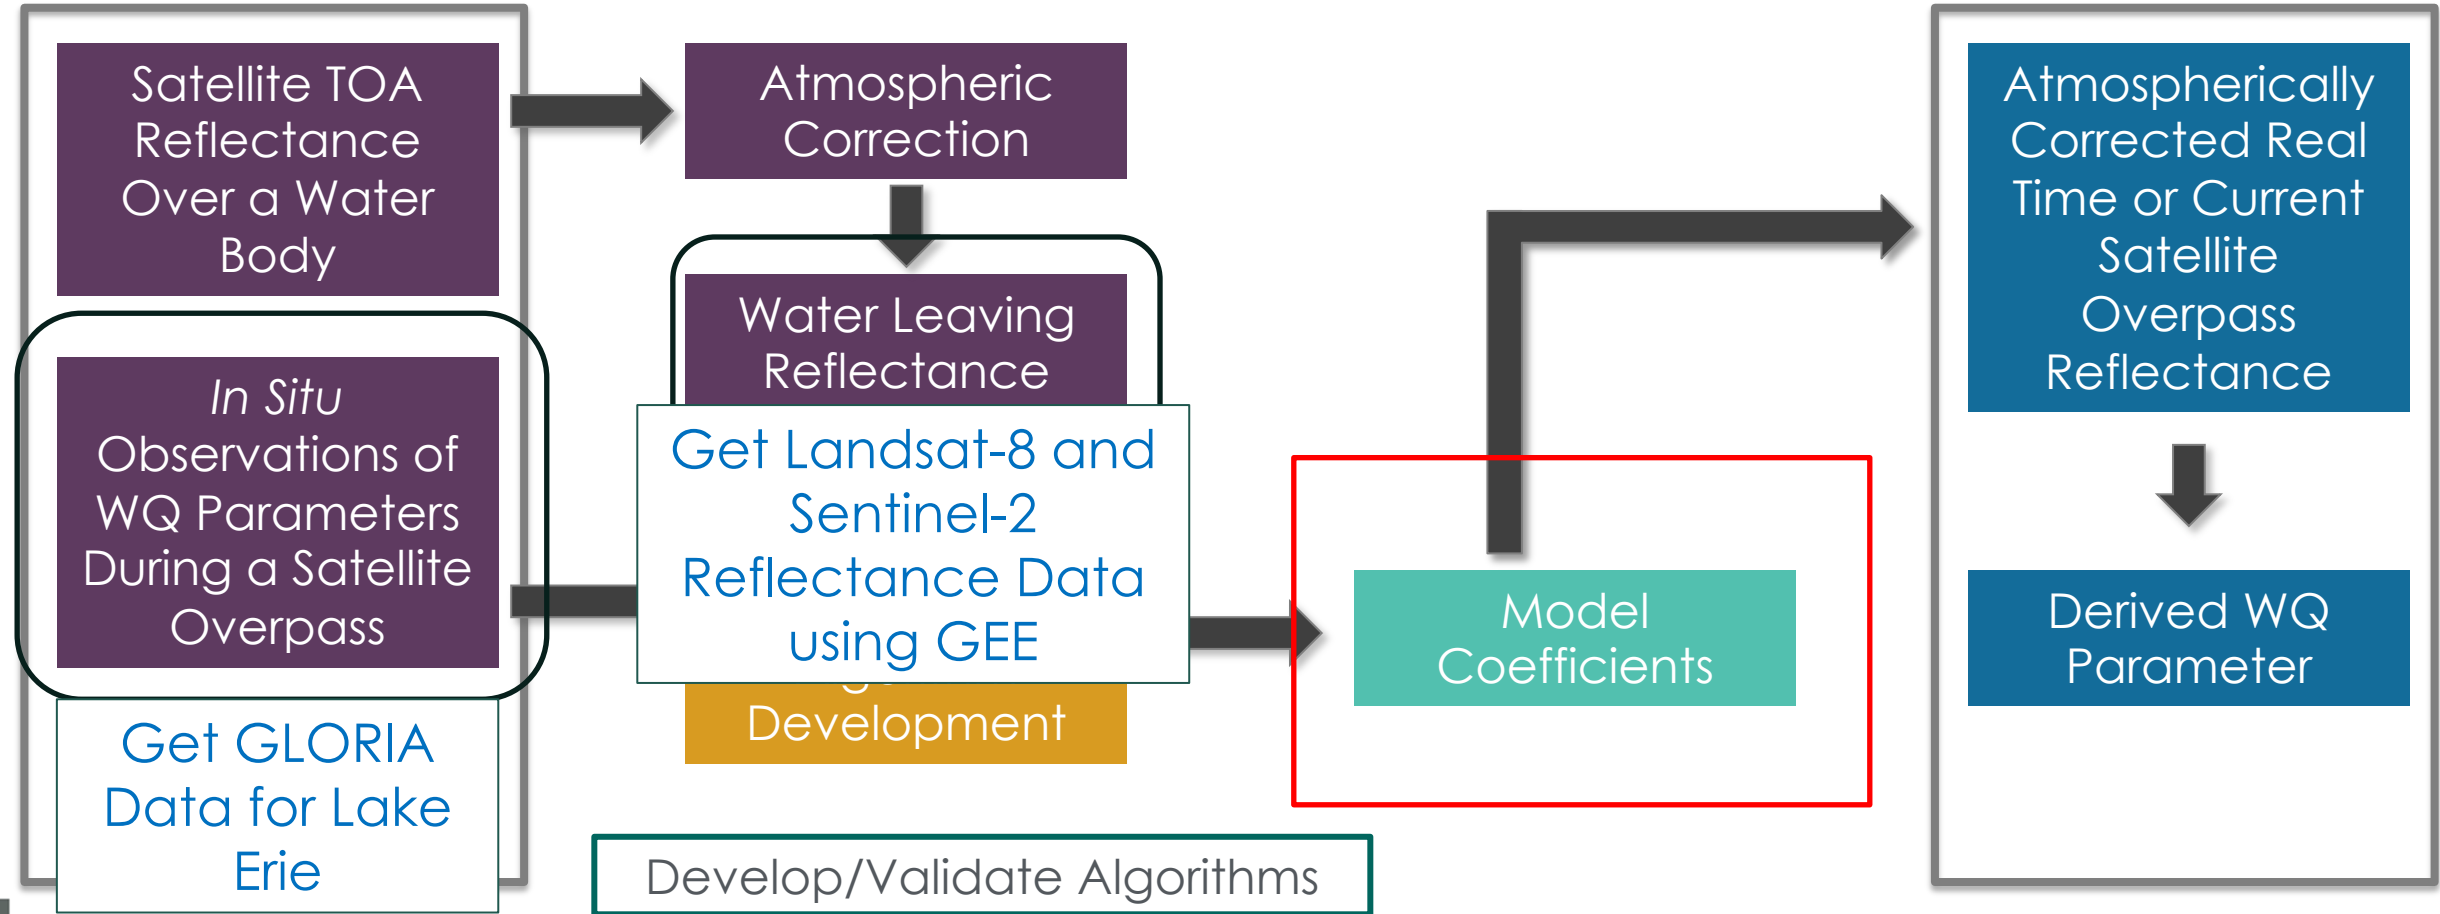 Satellite TOA
Reflectance
Over a Water
Body
Atmospheric
Correction
Water Leaving
Reflectance
In Situ
Observations of
WQ Parameters
During a Satellite
Overpass
Get Landsat-8 and
Sentinel-2
Reflectance Data
using GEE
Development
Get GLORIA
Data for Lake
Erie
Develop/Validate Algorithms
Model
Coefficients
Atmospherically
Corrected Real
Time or Current
Satellite
Overpass
Reflectance
Derived WQ
Parameter